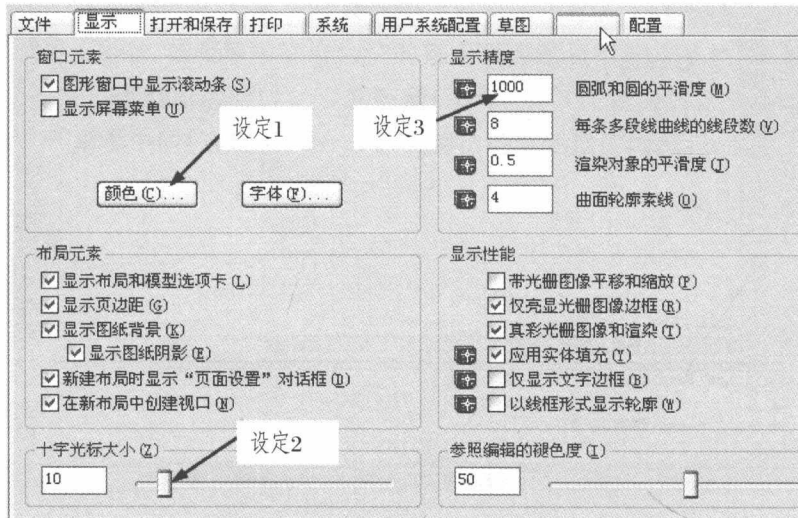 文件 显示 打开和保存 打印 系统 用户系统配置 草图 配置
窗口元素
图形窗口中显示滚动条(S)
显示屏幕菜单(U)
设定1
颜色(C)... 字体(F)...
显示精度
设定3
1000 圆弧和圆的平滑度(M)
8 每条多段线曲线的线段数(V)
0.5 渲染对象的平滑度(T)
4 曲面轮廓素线(O)
布局元素
显示布局和模型选项卡(L)
显示页边距(G)
显示图纸背景(K)
显示图纸阴影(E)
新建布局时显示“页面设置”对话框(D)
在新布局中创建视口(N)
显示性能
带光栅图像平移和缩放(P)
仅亮显光栅图像边框(R)
真彩光栅图像和渲染(T)
应用实体填充(Y)
仅显示文字边框(B)
以线框形式显示轮廓(W)
十字光标大小(Z)
设定2
10
参照编辑的褪色度(I)
50